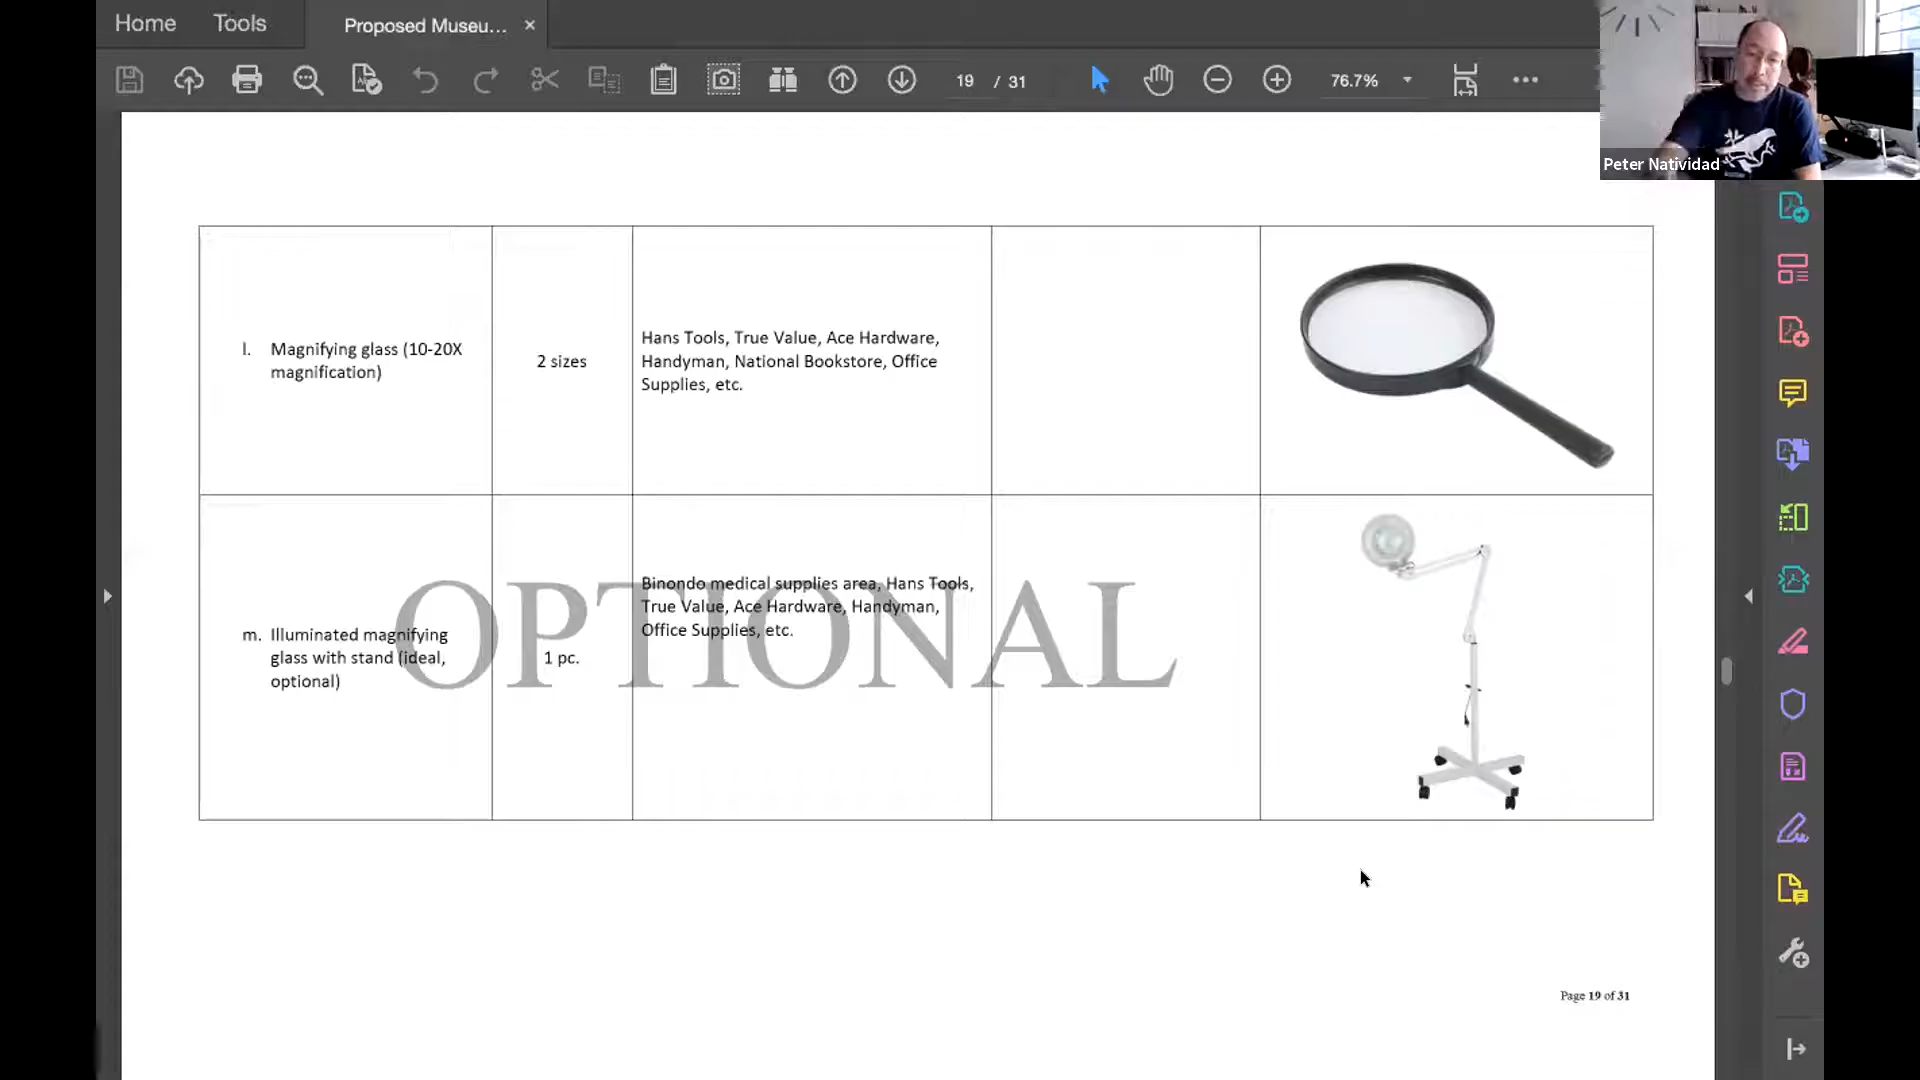 Home
Tools
Proposed Museu...
19 / 31
76.7%
Peter Natividad
l. Magnifying glass (10-20X
magnification)
2 sizes
Hans Tools, True Value, Ace Hardware,
Handyman, National Bookstore, Office
Supplies, etc.
m. Illuminated magnifying
glass with stand (ideal,
optional)
1 pc.
Binondo medical supplies area, Hans Tools,
True Value, Ace Hardware, Handyman,
Office Supplies, etc.
OPTIONAL
Page 19 of 31